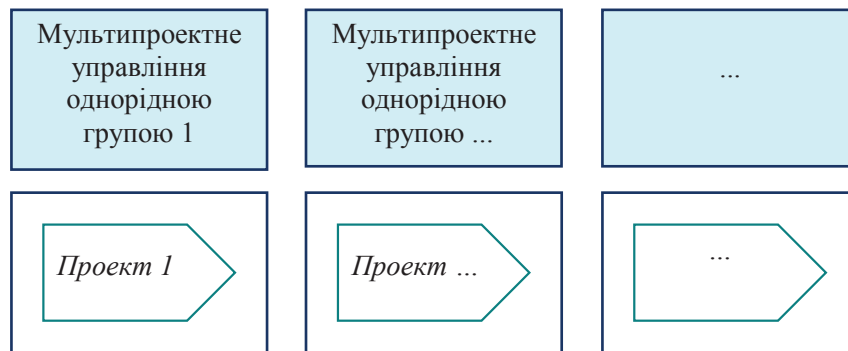 Мультипроектне
управління
однорідною
групою 1
Мультипроектне
управління
однорідною
групою ...
...
Проект 1
Проект ...
...